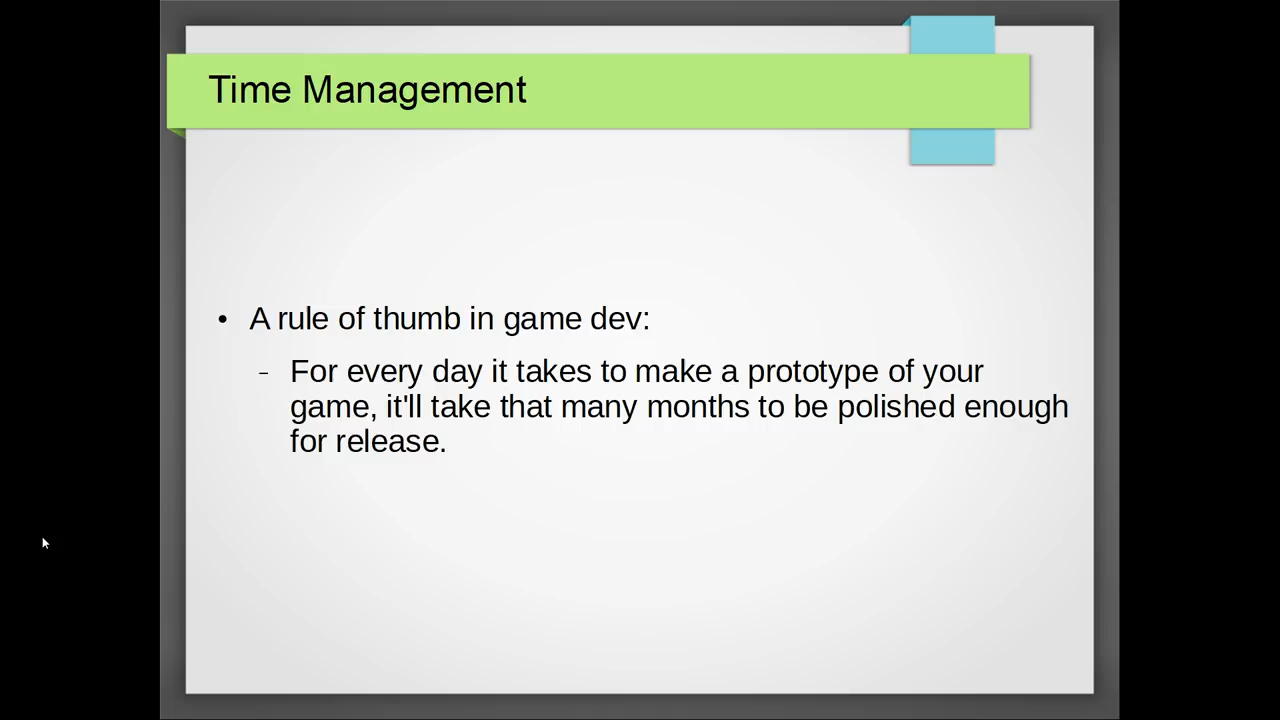 Time Management
• A rule of thumb in game dev:
– For every day it takes to make a prototype of your
game, it'll take that many months to be polished enough
for release.